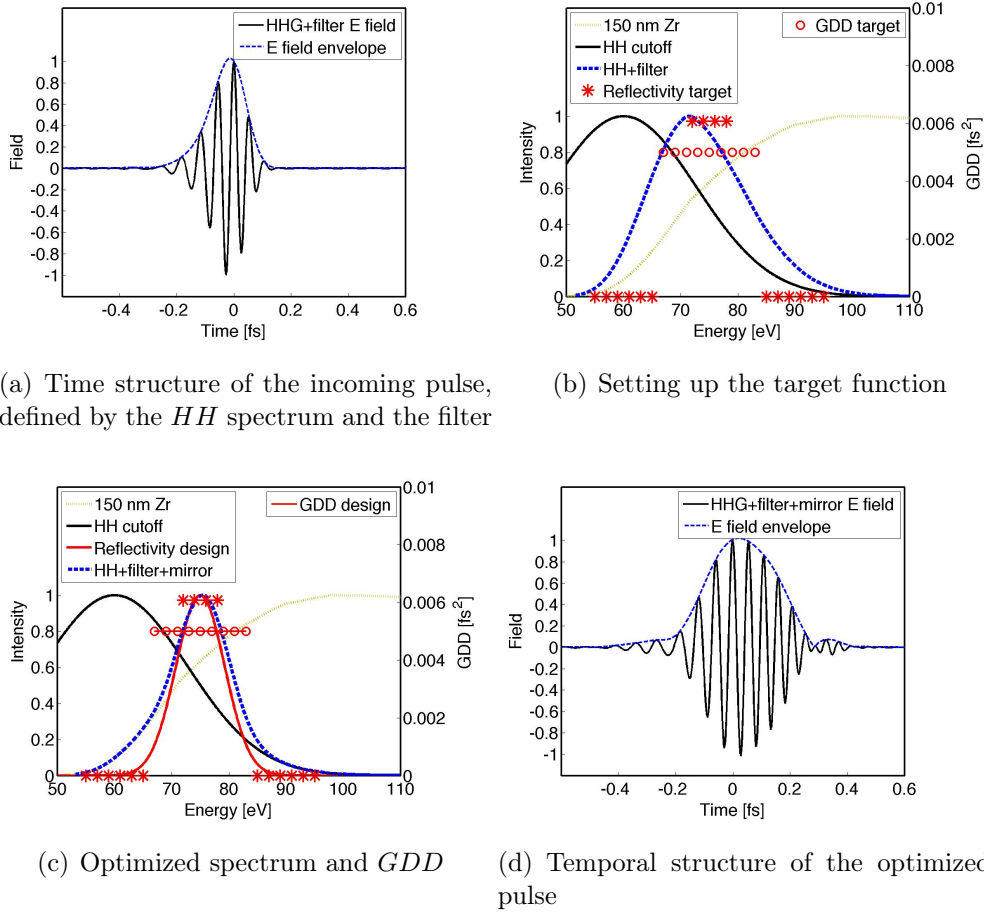 HHG+filter E field
E field envelope
1
0.8
0.6
0.4
0.2
0
-0.2
-0.4
-0.6
-0.8
-1
Field
-0.4 -0.2 0 0.2 0.4 0.6
Time [fs]
(a) Time structure of the incoming pulse,
defined by the HH spectrum and the filter
150 nm Zr
HH cutoff
HH+filter
Reflectivity target
GDD target
1
0.8
0.6
0.4
0.2
0
Intensity
0.01
0.008
0.006
0.004
0.002
0
GDD [fs²]
50 60 70 80 90 100 110
Energy [eV]
(b) Setting up the target function
150 nm Zr
HH cutoff
Reflectivity design
HH+filter+mirror
GDD design
1
0.8
0.6
0.4
0.2
0
Intensity
0.01
0.008
0.006
0.004
0.002
0
GDD [fs²]
50 60 70 80 90 100 110
Energy [eV]
(c) Optimized spectrum and GDD
HHG+filter+mirror E field
E field envelope
1
0.8
0.6
0.4
0.2
0
-0.2
-0.4
-0.6
-0.8
-1
Field
-0.4 -0.2 0 0.2 0.4 0.6
Time [fs]
(d) Temporal structure of the optimized
pulse